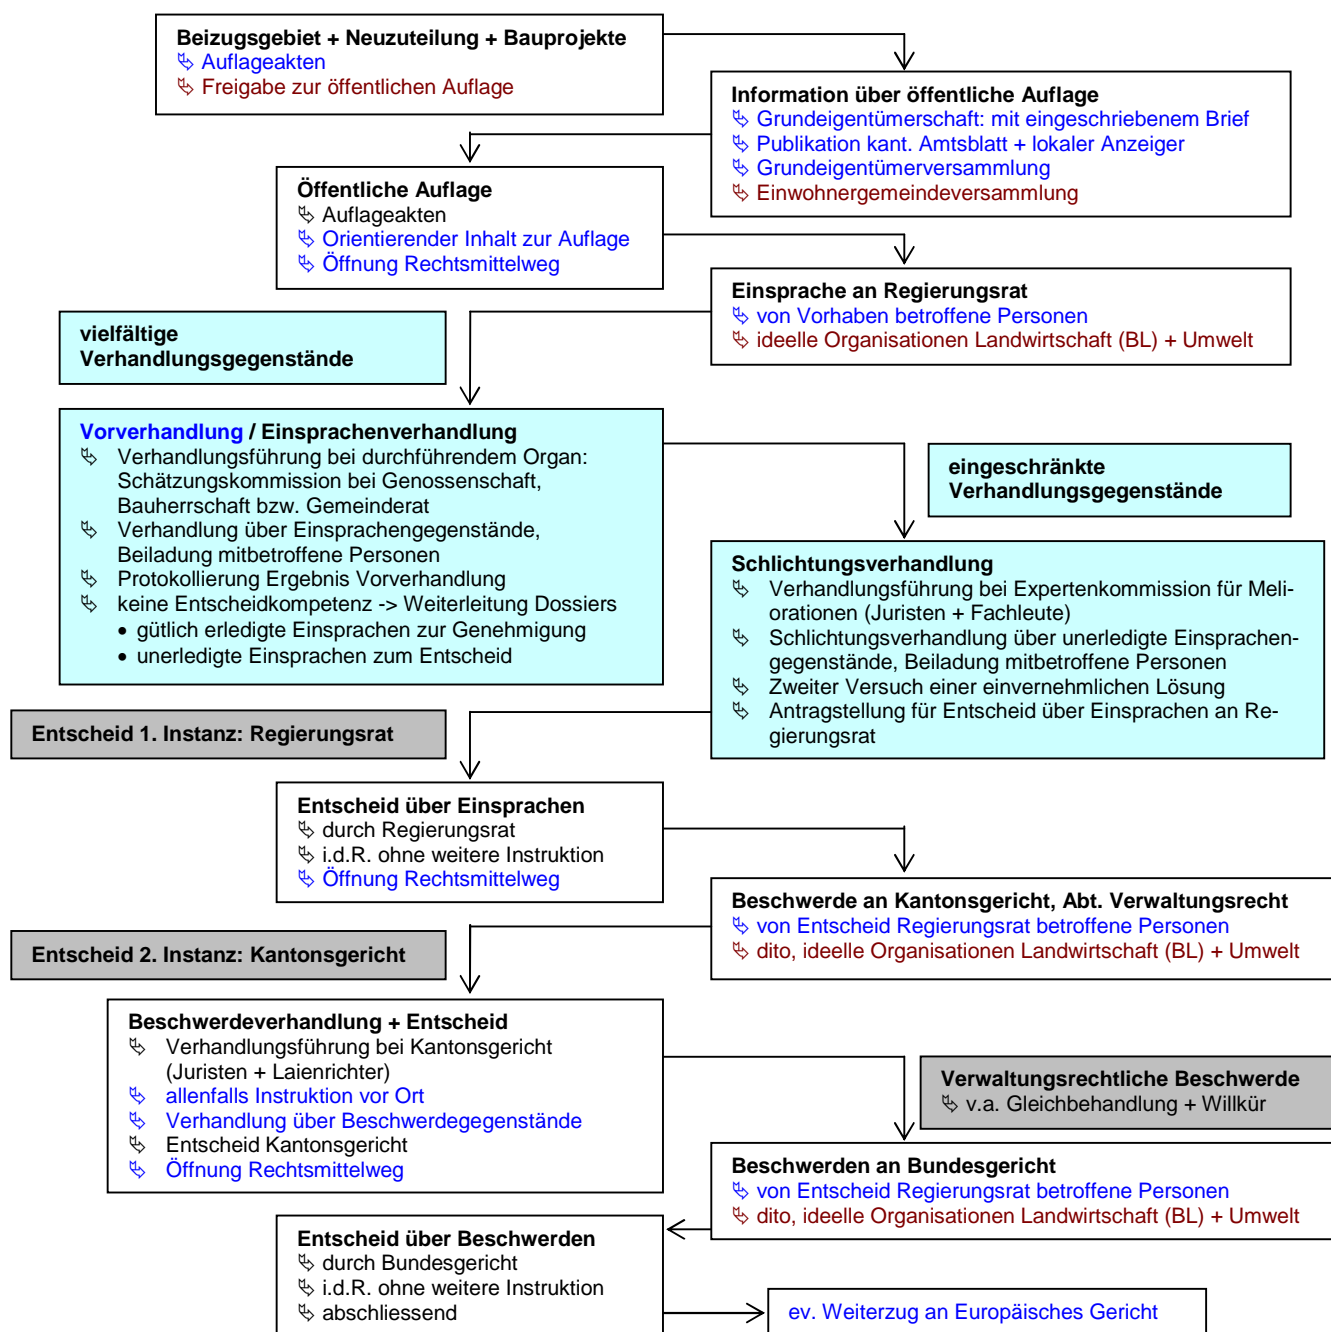 Beizugsgebiet + Neuzuteilung + Bauprojekte
Auflageakten
Freigabe zur öffentlichen Auflage
Information über öffentliche Auflage
Grundeigentümerschaft: mit eingeschriebenem Brief
Publikation kant. Amtsblatt + lokaler Anzeiger
Grundeigentümerversammlung
Einwohnergemeindeversammlung
Öffentliche Auflage
Auflageakten
Orientierender Inhalt zur Auflage
Öffnung Rechtsmittelweg
Einsprache an Regierungsrat
von Vorhaben betroffene Personen
ideelle Organisationen Landwirtschaft (BL) + Umwelt
vielfältige
Verhandlungsgegenstände
Vorverhandlung / Einsprachenverhandlung
Verhandlungsführung bei durchführendem Organ:
Schätzungskommission bei Genossenschaft,
Bauherrschaft bzw. Gemeinderat
Verhandlung über Einsprachengegenstände,
Beiladung mitbetroffene Personen
Protokollierung Ergebnis Vorverhandlung
keine Entscheidkompetenz -> Weiterleitung Dossiers
• gütlich erledigte Einsprachen zur Genehmigung
• unerledigte Einsprachen zum Entscheid
eingeschränkte
Verhandlungsgegenstände
Schlichtungsverhandlung
Verhandlungsführung bei Expertenkommission für Meli-
orationen (Juristen + Fachleute)
Schlichtungsverhandlung über unerledigte Einsprachen-
gegenstände, Beiladung mitbetroffene Personen
Zweiter Versuch einer einvernehmlichen Lösung
Antragstellung für Entscheid über Einsprachen an Re-
gierungsrat
Entscheid 1. Instanz: Regierungsrat
Entscheid über Einsprachen
durch Regierungsrat
i.d.R. ohne weitere Instruktion
Öffnung Rechtsmittelweg
Beschwerde an Kantonsgericht, Abt. Verwaltungsrecht
von Entscheid Regierungsrat betroffene Personen
dito, ideelle Organisationen Landwirtschaft (BL) + Umwelt
Entscheid 2. Instanz: Kantonsgericht
Beschwerdeverhandlung + Entscheid
Verhandlungsführung bei Kantonsgericht
(Juristen + Laienrichter)
allenfalls Instruktion vor Ort
Verhandlung über Beschwerdegegenstände
Entscheid Kantonsgericht
Öffnung Rechtsmittelweg
Verwaltungsrechtliche Beschwerde
v.a. Gleichbehandlung + Willkür
Beschwerden an Bundesgericht
von Entscheid Regierungsrat betroffene Personen
dito, ideelle Organisationen Landwirtschaft (BL) + Umwelt
Entscheid über Beschwerden
durch Bundesgericht
i.d.R. ohne weitere Instruktion
abschliessend
ev. Weiterzug an Europäisches Gericht